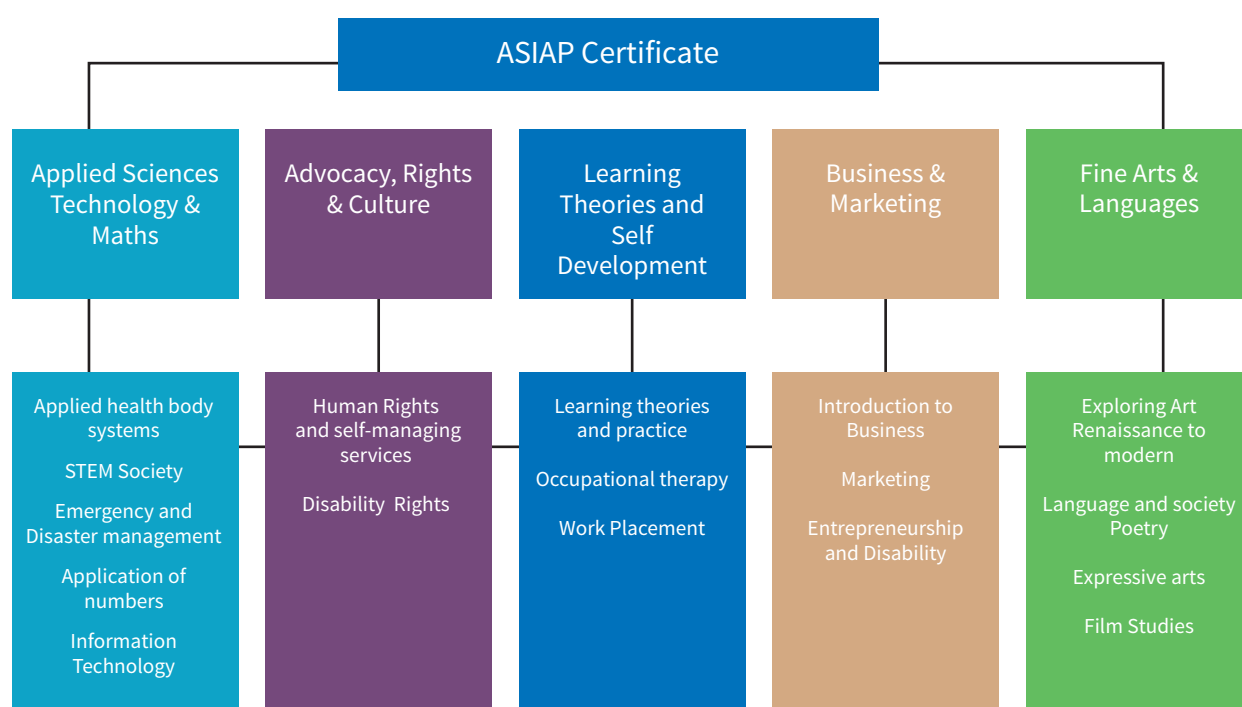 ASIAP Certificate
Applied Sciences
Technology &
Maths
Advocacy, Rights
& Culture
Learning
Theories and
Self
Development
Business &
Marketing
Fine Arts &
Languages
Applied health body
systems
STEM Society
Emergency and
Disaster management
Application of
numbers
Information
Technology
Human Rights
and self-managing
services
Disability Rights
Learning theories
and practice
Occupational therapy
Work Placement
Introduction to
Business
Marketing
Entrepreneurship
and Disability
Exploring Art
Renaissance to
modern
Language and society
Poetry
Expressive arts
Film Studies